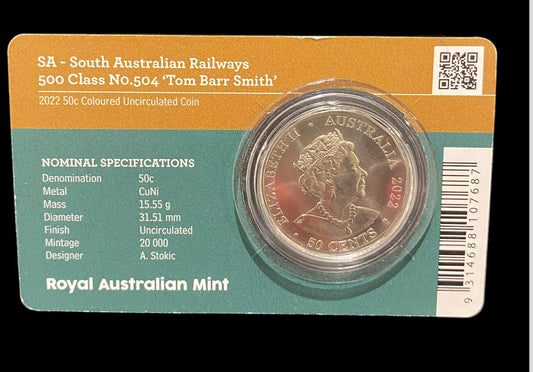 SA - South Australian Railways
500 Class No.504 ‘Tom Barr Smith’
2022 50c Coloured Uncirculated Coin
NOMINAL SPECIFICATIONS
Denomination 50c
Metal CuNi
Mass 15.55 g
Diameter 31.51 mm
Finish Uncirculated
Mintage 20 000
Designer A. Stokic
Royal Australian Mint
ELIZABETH II AUSTRALIA 2022
50 CENTS
9 314688 107687